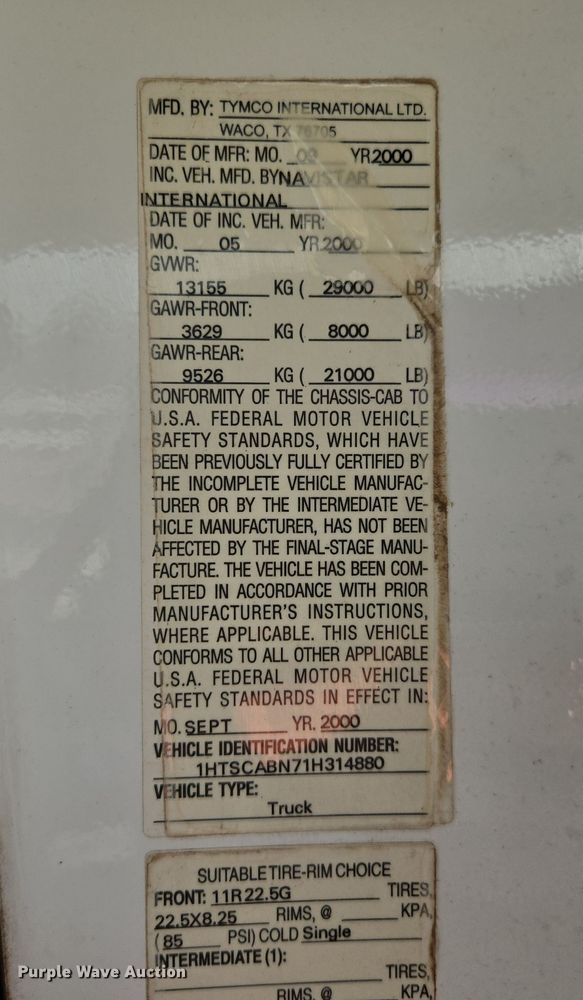 MFD. BY: TYMCO INTERNATIONAL LTD.
WACO, TX 76705
DATE OF MFR: MO. 09 YR 2000
INC. VEH. MFD. BY NAVISTAR
INTERNATIONAL
DATE OF INC. VEH. MFR:
MO. 05 YR. 2000
GVWR:
13155 KG ( 29000 LB)
GAWR-FRONT:
3629 KG ( 8000 LB)
GAWR-REAR:
9526 KG ( 21000 LB)
CONFORMITY OF THE CHASSIS-CAB TO
U.S.A. FEDERAL MOTOR VEHICLE
SAFETY STANDARDS, WHICH HAVE
BEEN PREVIOUSLY FULLY CERTIFIED BY
THE INCOMPLETE VEHICLE MANUFAC-
TURER OR BY THE INTERMEDIATE VE-
HICLE MANUFACTURER, HAS NOT BEEN
AFFECTED BY THE FINAL-STAGE MANU-
FACTURE. THE VEHICLE HAS BEEN COM-
PLETED IN ACCORDANCE WITH PRIOR
MANUFACTURER'S INSTRUCTIONS,
WHERE APPLICABLE. THIS VEHICLE
CONFORMS TO ALL OTHER APPLICABLE
U.S.A. FEDERAL MOTOR VEHICLE
SAFETY STANDARDS IN EFFECT IN:
MO. SEPT YR. 2000
VEHICLE IDENTIFICATION NUMBER:
1HTSCABN71H314880
VEHICLE TYPE:
Truck
SUITABLE TIRE-RIM CHOICE
FRONT: 11R22.5G TIRES,
22.5X8.25 RIMS, @ KPA,
( 85 PSI) COLD Single
INTERMEDIATE (1):
TIRES,
RIMS, @ KPA,
Purple Wave Auction